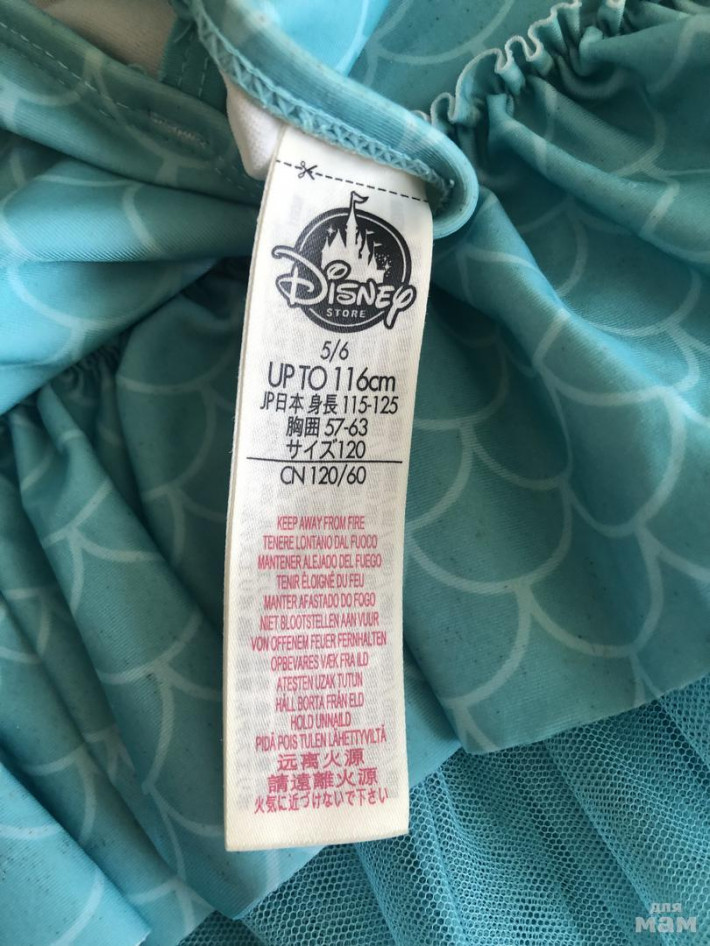 DISNEY
STORE
5/6
UP TO 116cm
JP日本 身長 115-125
胸囲 57-63
サイズ120
CN 120/60
KEEP AWAY FROM FIRE
TENERE LONTANO DAL FUOCO
MANTENER ALEJADO DEL FUEGO
TENIR ÉLOIGNÉ DU FEU
MANTER AFASTADO DO FOGO
NIET BLOOTSTELLEN AAN VUUR
VON OFFENEM FEUER FERNHALTEN
OPBEVARES VÆK FRA ILD
ATEŞTEN UZAK TUTUN
HÅLL BORTA FRÅN ELD
HOLD UNNAILD
PIDÄ POIS TULEN LÄHETTYVILTÄ
远离火源
請遠離火源
火気に近づけないで下さい
для
мам